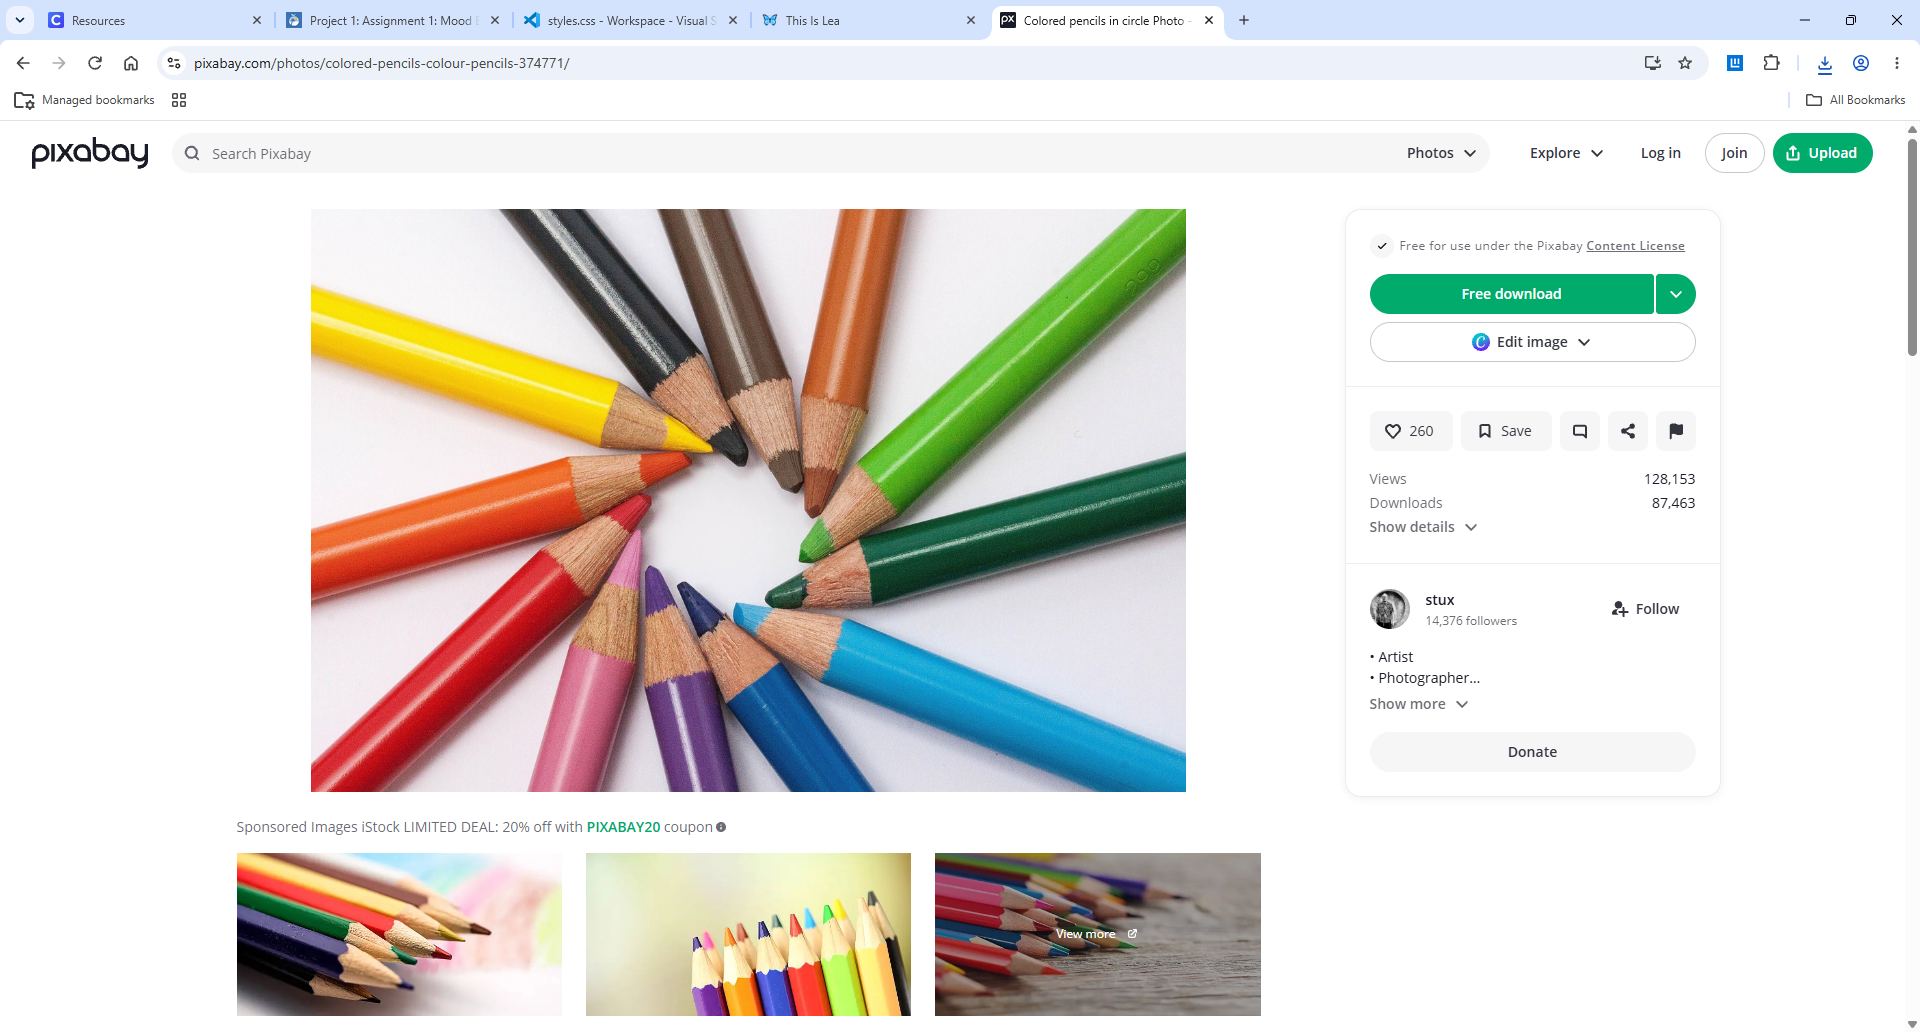 Resources
Project 1: Assignment 1: Mood
styles.css - Workspace - Visual S
This Is Lea
Colored pencils in circle Photo -
pixabay.com/photos/colored-pencils-colour-pencils-374771/
Managed bookmarks
All Bookmarks
pixabay
Search Pixabay
Photos
Explore
Log in
Join
Upload
Free for use under the Pixabay Content License
Free download
Edit image
260
Save
Views 128,153
Downloads 87,463
Show details
stux
14,376 followers
Follow
• Artist
• Photographer...
Show more
Donate
Sponsored Images iStock LIMITED DEAL: 20% off with PIXABAY20 coupon
View more